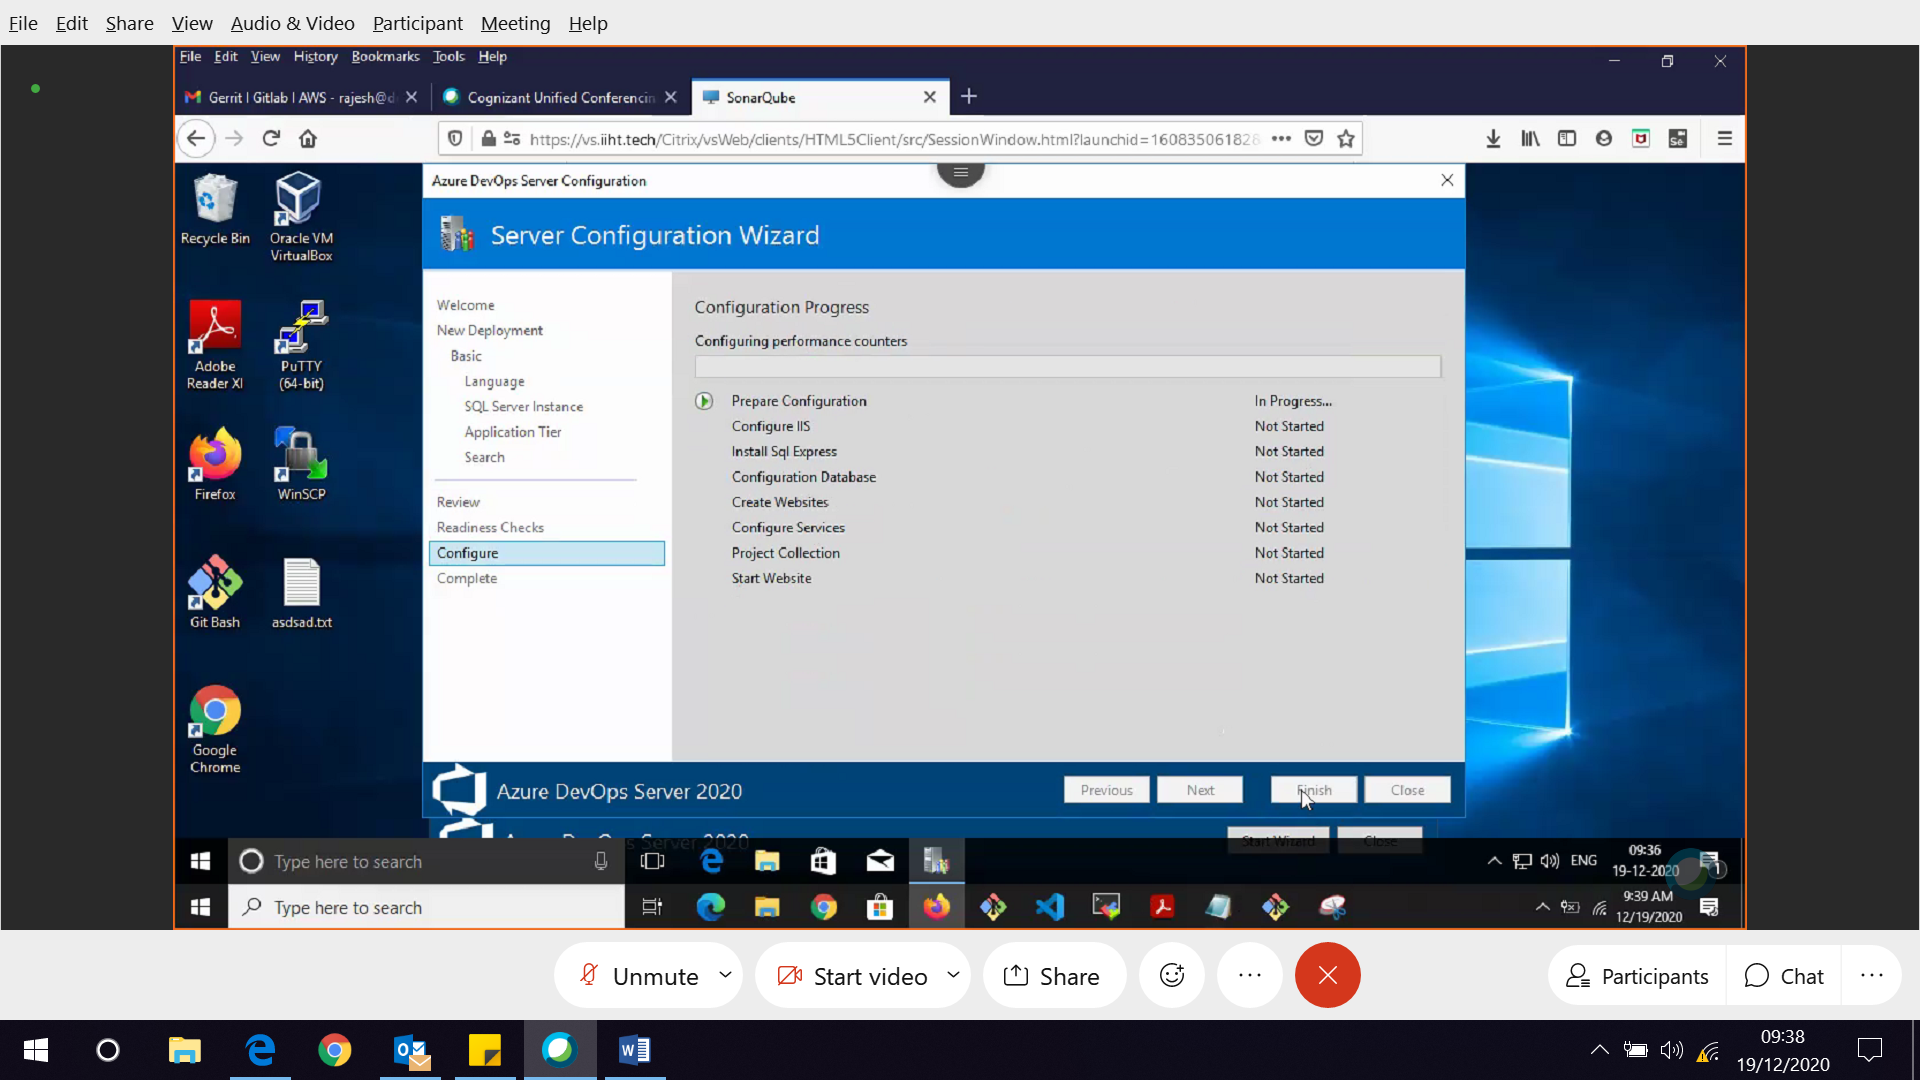 File Edit Share View Audio & Video Participant Meeting Help
File Edit View History Bookmarks Tools Help
Gerrit | Gitlab | AWS - rajesh@d
Cognizant Unified Conferencin
SonarQube
https://vs.iiht.tech/Citrix/vsWeb/clients/HTML5Client/src/SessionWindow.html?launchid=160835061828
Recycle Bin
Oracle VM
VirtualBox
Adobe
Reader XI
PuTTY
(64-bit)
Firefox
WinSCP
Git Bash
asdsad.txt
Google
Chrome
Azure DevOps Server Configuration
Server Configuration Wizard
Welcome
New Deployment
Basic
Language
SQL Server Instance
Application Tier
Search
Review
Readiness Checks
Configure
Complete
Configuration Progress
Configuring performance counters
Prepare Configuration In Progress...
Configure IIS Not Started
Install Sql Express Not Started
Configuration Database Not Started
Create Websites Not Started
Configure Services Not Started
Project Collection Not Started
Start Website Not Started
Azure DevOps Server 2020
Previous Next Finish Close
Start Wizard Close
Type here to search
ENG
09:36
19-12-2020
1
Type here to search
9:39 AM
12/19/2020
Unmute
Start video
Share
Participants
Chat
09:38
19/12/2020